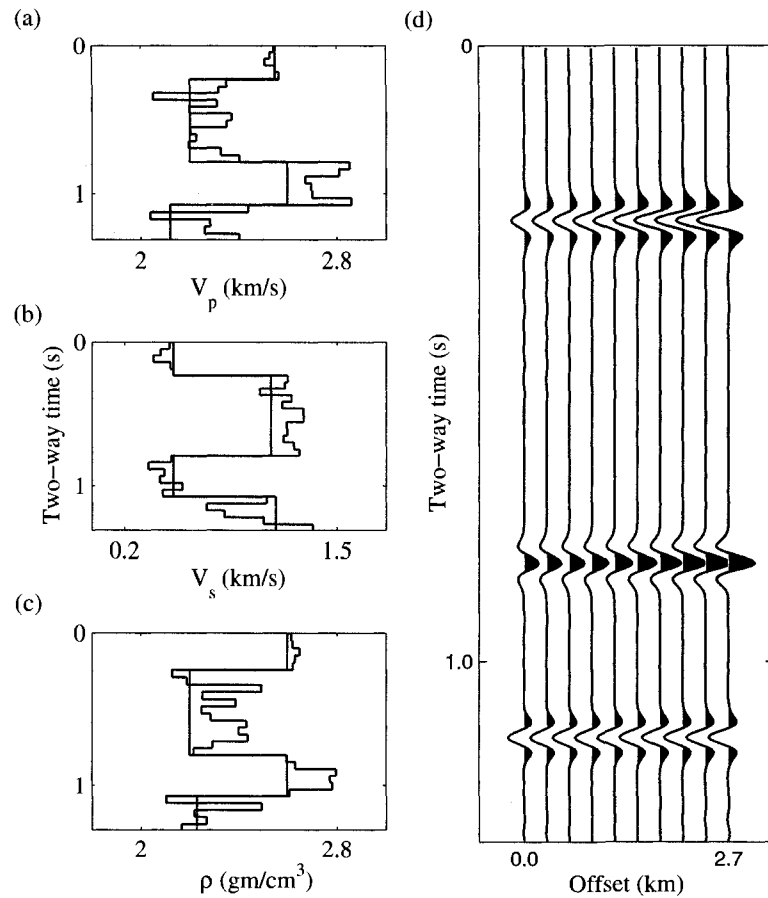 (a)
0
1
2 2.8
V_p (km/s)
(b)
0
1
0.2 1.5
V_s (km/s)
Two-way time (s)
(c)
0
1
2 2.8
ρ (gm/cm³)
(d)
0
1.0
Two-way time (s)
0.0 2.7
Offset (km)